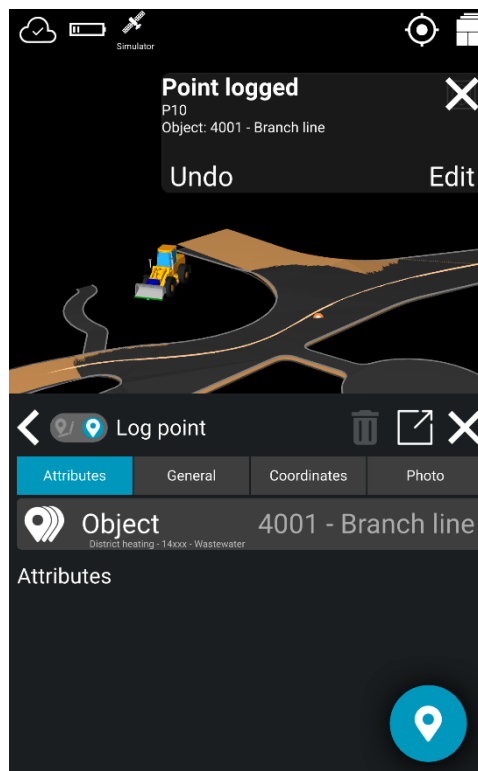 Simulator
Point logged
P10
Object: 4001 - Branch line
Undo
Edit
Log point
Attributes
General
Coordinates
Photo
Object
4001 - Branch line
District heating - 14xxx - Wastewater
Attributes